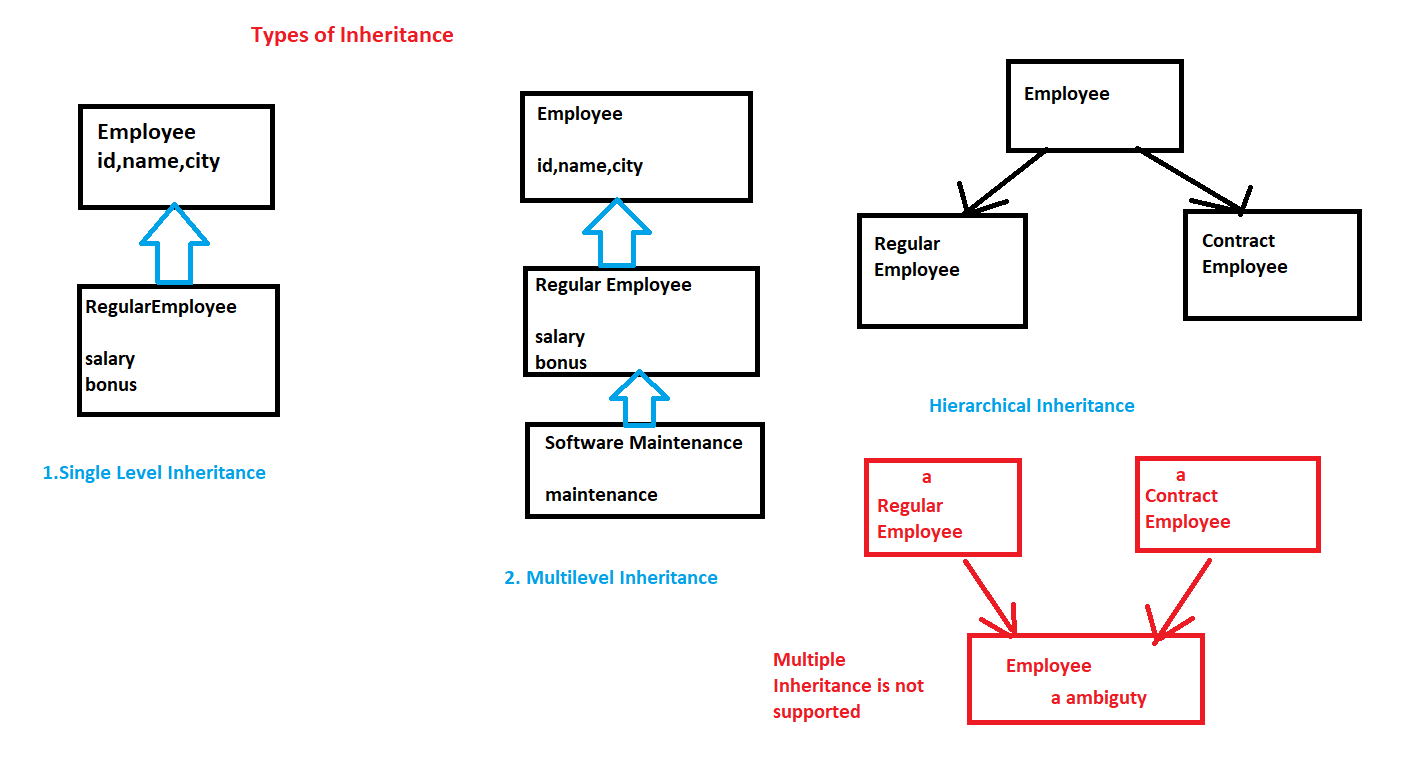 Types of Inheritance
Employee
id,name,city
RegularEmployee
salary
bonus
1.Single Level Inheritance
Employee
id,name,city
Regular Employee
salary
bonus
Software Maintenance
maintenance
2. Multilevel Inheritance
Employee
Regular
Employee
Contract
Employee
Hierarchical Inheritance
a
Regular
Employee
a
Contract
Employee
Multiple
Inheritance is not
supported
Employee
a ambiguty